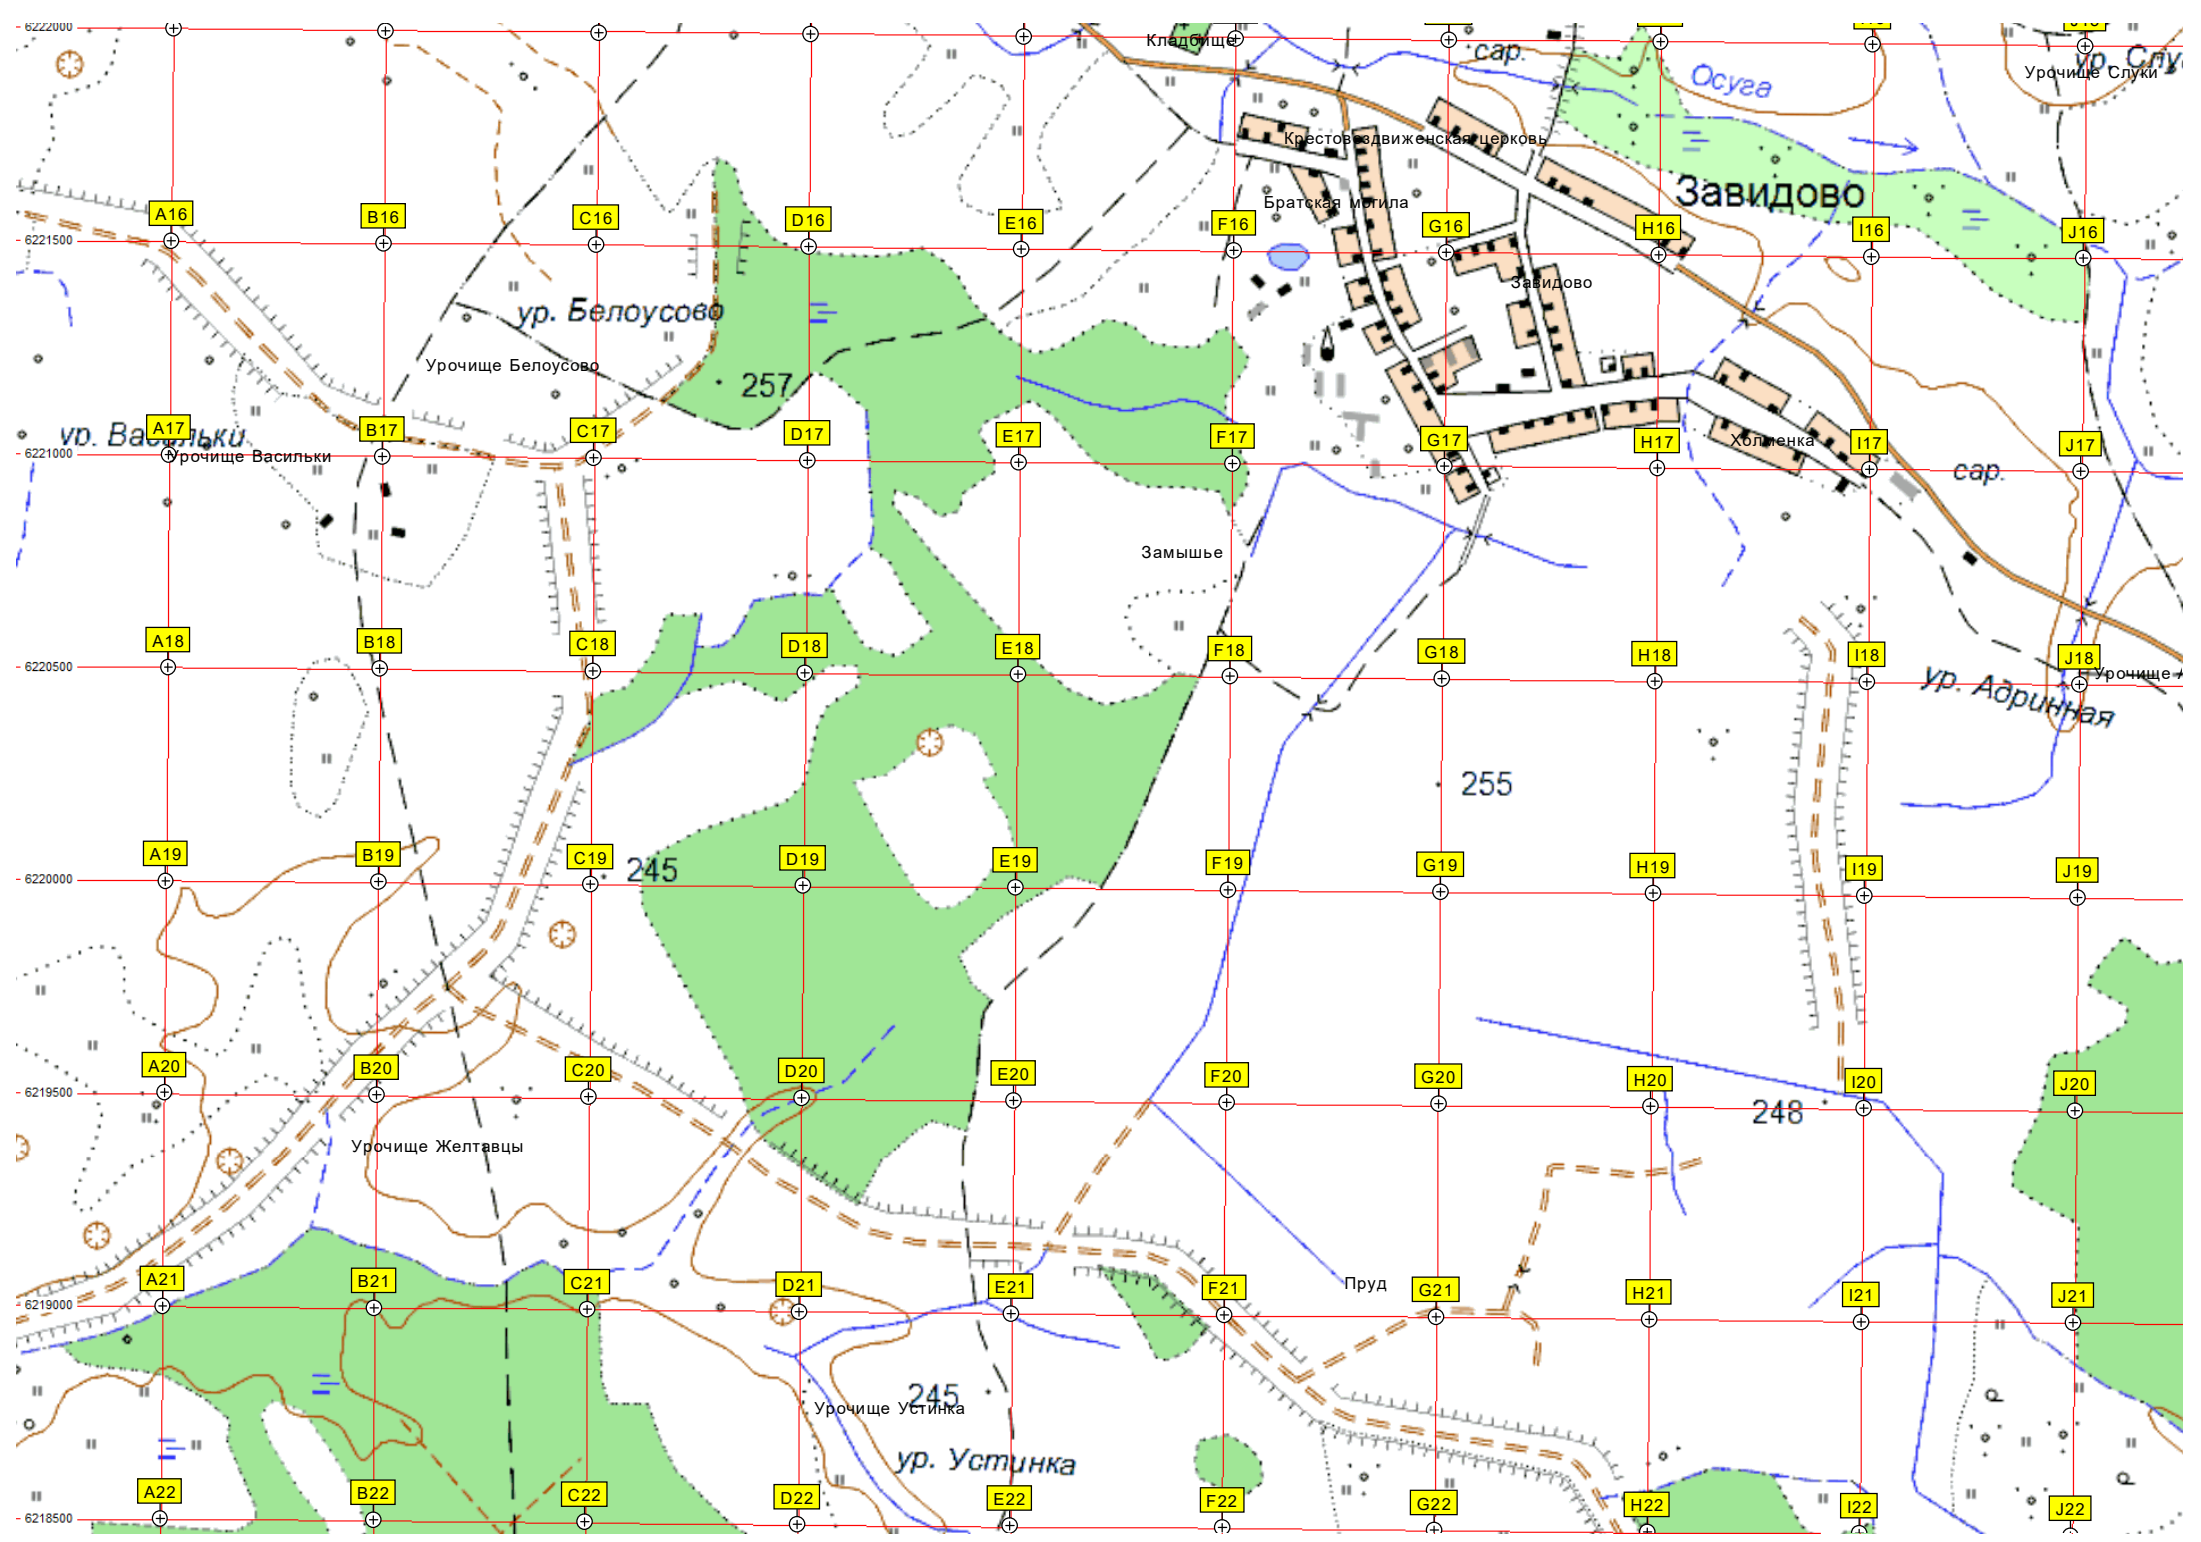 6222000
Кладбище
сар.
Осуга
Урочище Слуки
Крестовоздвиженская церковь
Завидово
Братская могила
A16 B16 C16 D16 E16 F16 G16 H16 I16 J16
6221500
Завидово
ур. Белоусово
Урочище Белоусово
257
A17 B17 C17 D17 E17 F17 G17 H17 I17 J17
Холменка
6221000
Урочище Васильки
сар.
Замышье
A18 B18 C18 D18 E18 F18 G18 H18 I18 J18
6220500
Урочище
ур. Адринная
255
A19 B19 C19 D19 E19 F19 G19 H19 I19 J19
245
6220000
A20 B20 C20 D20 E20 F20 G20 H20 I20 J20
6219500
248
Урочище Желтавцы
A21 B21 C21 D21 E21 F21 G21 H21 I21 J21
Пруд
6219000
245
Урочище Устинка
ур. Устинка
A22 B22 C22 D22 E22 F22 G22 H22 I22 J22
6218500